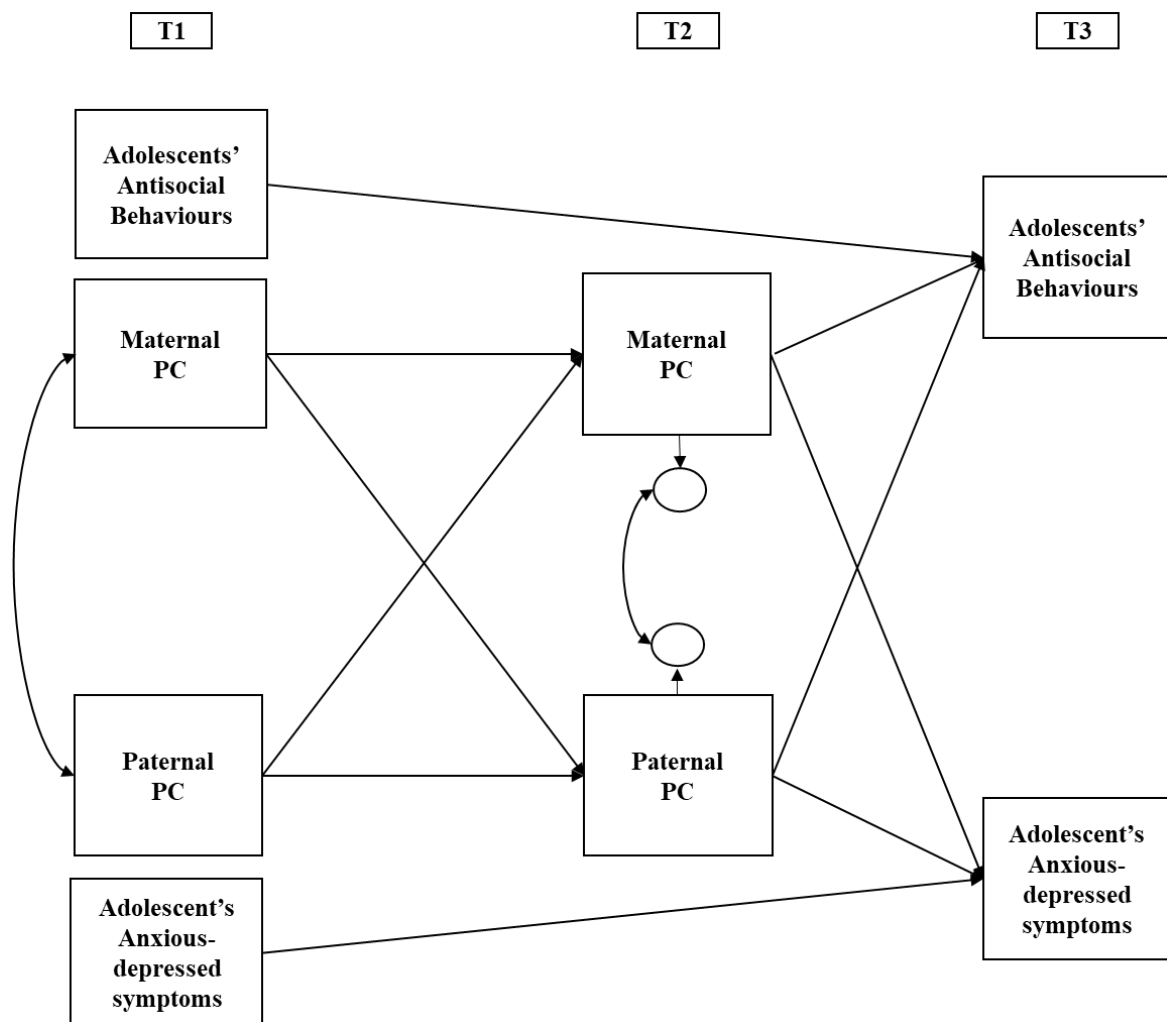 T1
T2
T3
Adolescents’
Antisocial
Behaviours
Adolescents’
Antisocial
Behaviours
Maternal
PC
Maternal
PC
Paternal
PC
Paternal
PC
Adolescent’s
Anxious-
depressed
symptoms
Adolescent’s
Anxious-
depressed
symptoms